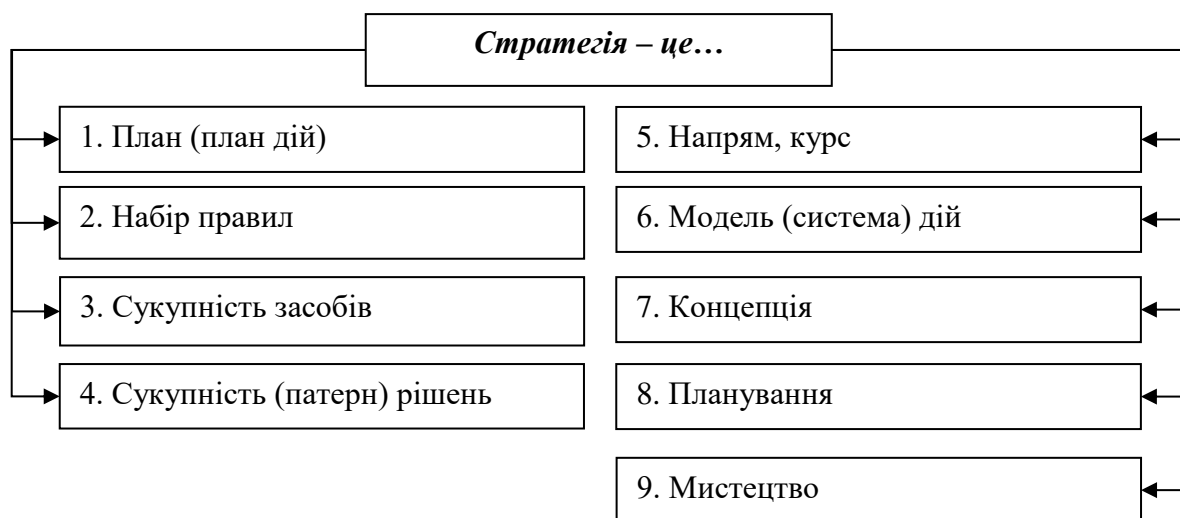 Стратегія – це…
1. План (план дій)
2. Набір правил
3. Сукупність засобів
4. Сукупність (патерн) рішень
5. Напрям, курс
6. Модель (система) дій
7. Концепція
8. Планування
9. Мистецтво